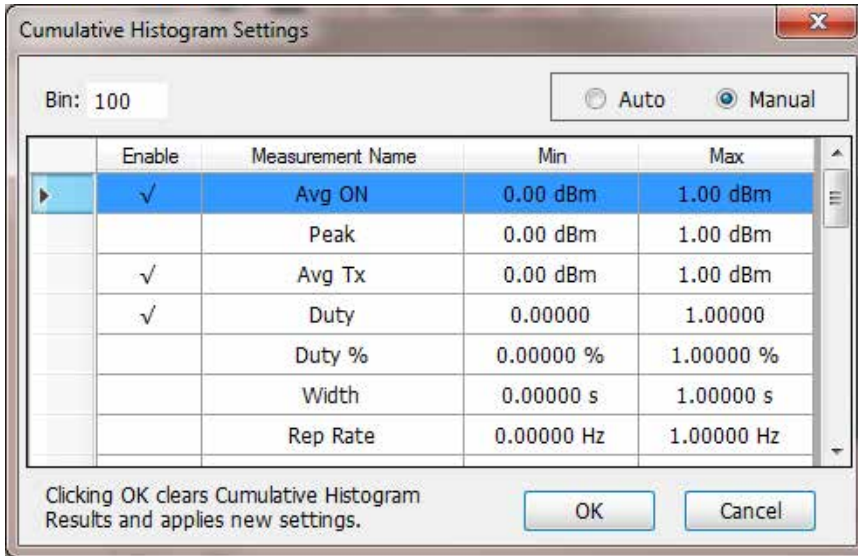 Cumulative Histogram Settings
Bin: 100 Auto Manual
Enable Measurement Name Min Max
√ Avg ON 0.00 dBm 1.00 dBm
Peak 0.00 dBm 1.00 dBm
√ Avg Tx 0.00 dBm 1.00 dBm
√ Duty 0.00000 1.00000
Duty % 0.00000 % 1.00000 %
Width 0.00000 s 1.00000 s
Rep Rate 0.00000 Hz 1.00000 Hz
Clicking OK clears Cumulative Histogram
Results and applies new settings.
OK Cancel